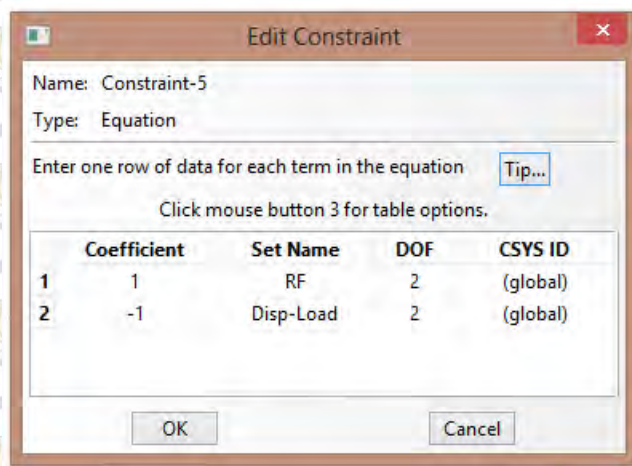 Edit Constraint
Name: Constraint-5
Type: Equation
Enter one row of data for each term in the equation Tip...
Click mouse button 3 for table options.
Coefficient Set Name DOF CSYS ID
1 1 RF 2 (global)
2 -1 Disp-Load 2 (global)
OK Cancel